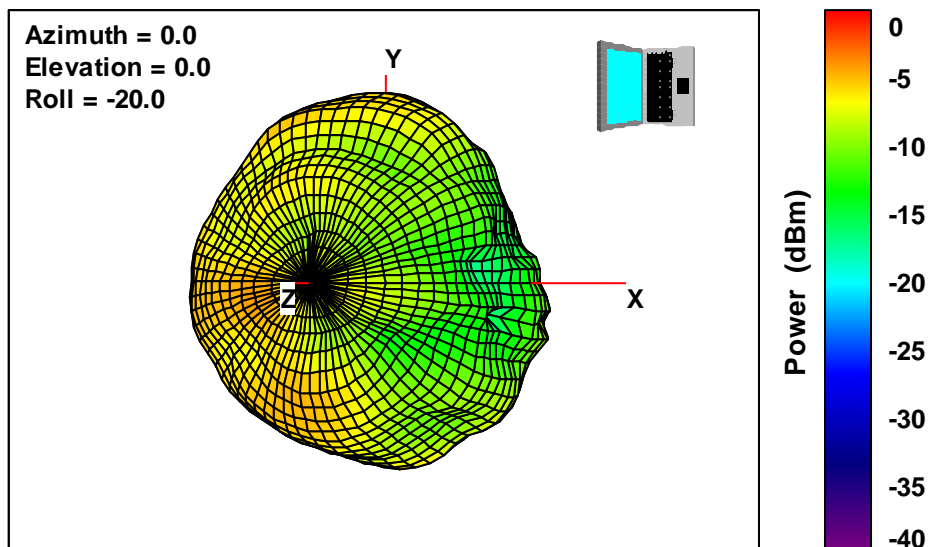 Azimuth = 0.0
Elevation = 0.0
Roll = -20.0
Y
Z
X
Power (dBm)
0
-5
-10
-15
-20
-25
-30
-35
-40